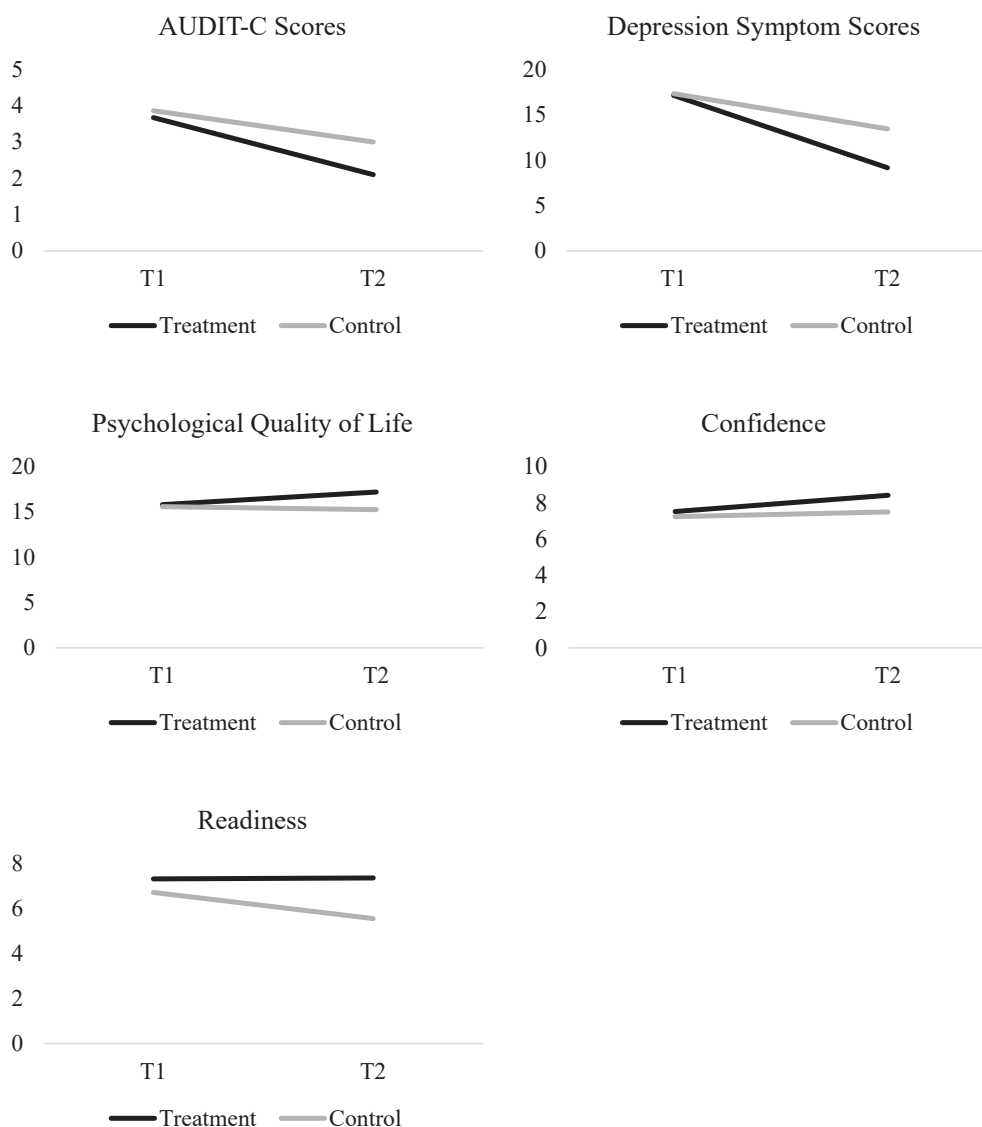 AUDIT-C Scores
5
4
3
2
1
0
T1 T2
Treatment Control
Depression Symptom Scores
20
15
10
5
0
T1 T2
Treatment Control
Psychological Quality of Life
20
15
10
5
0
T1 T2
Treatment Control
Confidence
10
8
6
4
2
0
T1 T2
Treatment Control
Readiness
8
6
4
2
0
T1 T2
Treatment Control